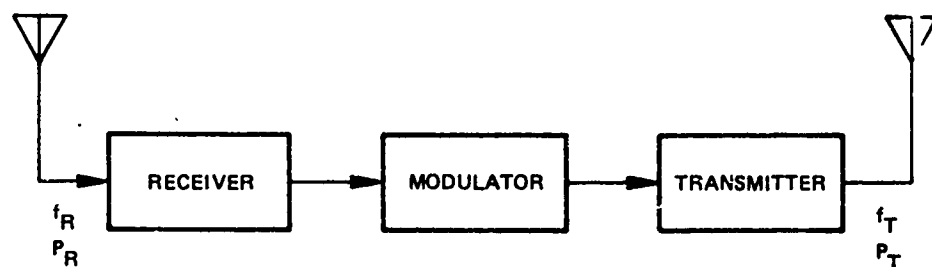 RECEIVER
MODULATOR
TRANSMITTER
fR
PR
fT
PT